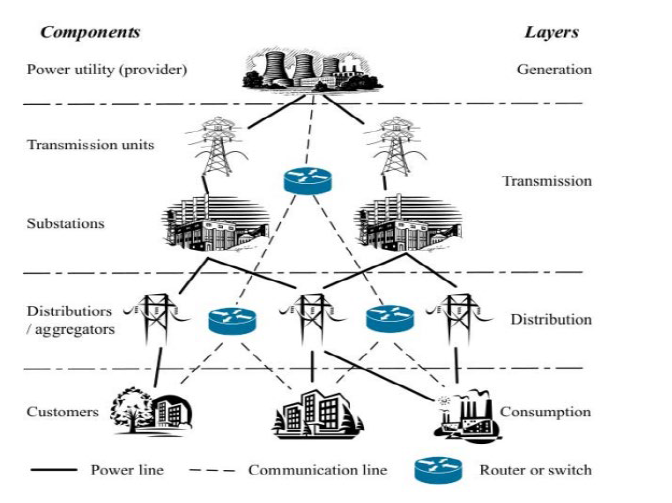 Components
Layers
Power utility (provider)
Generation
Transmission units
Transmission
Substations
Distributiors
/ aggregators
Distribution
Customers
Consumption
Power line
Communication line
Router or switch